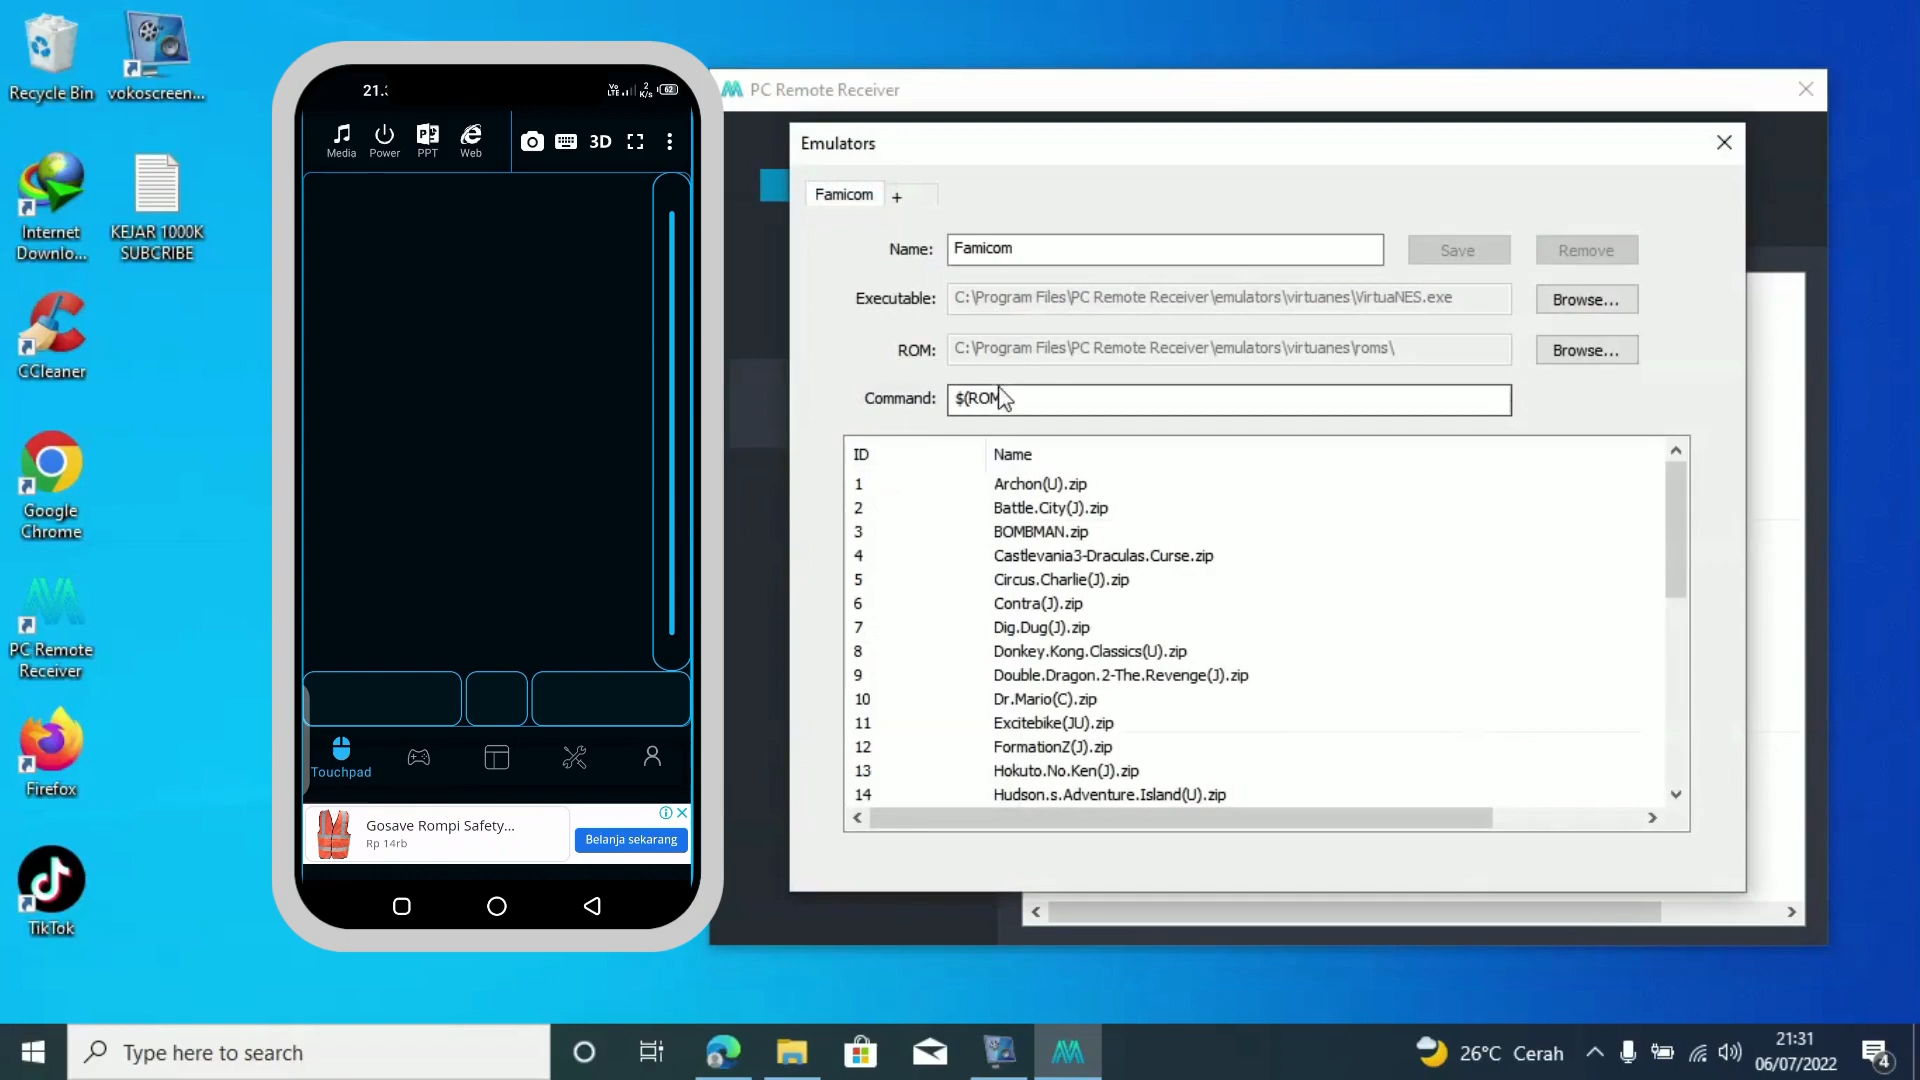 Recycle Bin
vokoscreen...
Internet
Downlo...
KEJAR 1000K
SUBCRIBE
CCleaner
Google
Chrome
PC Remote
Receiver
Firefox
TikTok
21.
Vo
LTE
2
K/s
62
Media
Power
PPT
Web
3D
Touchpad
Gosave Rompi Safety...
Rp 14rb
Belanja sekarang
PC Remote Receiver
Emulators
Famicom
+
Name:
Famicom
Save
Remove
Executable:
C:\Program Files\PC Remote Receiver\emulators\virtuanes\VirtuaNES.exe
Browse...
ROM:
C:\Program Files\PC Remote Receiver\emulators\virtuanes\roms\
Browse...
Command:
$(ROM
ID Name
1 Archon(U).zip
2 Battle.City(J).zip
3 BOMBMAN.zip
4 Castlevania3-Draculas.Curse.zip
5 Circus.Charlie(J).zip
6 Contra(J).zip
7 Dig.Dug(J).zip
8 Donkey.Kong.Classics(U).zip
9 Double.Dragon.2-The.Revenge(J).zip
10 Dr.Mario(C).zip
11 Excitebike(JU).zip
12 FormationZ(J).zip
13 Hokuto.No.Ken(J).zip
14 Hudson.s.Adventure.Island(U).zip
Type here to search
26°C Cerah
21:31
06/07/2022
4